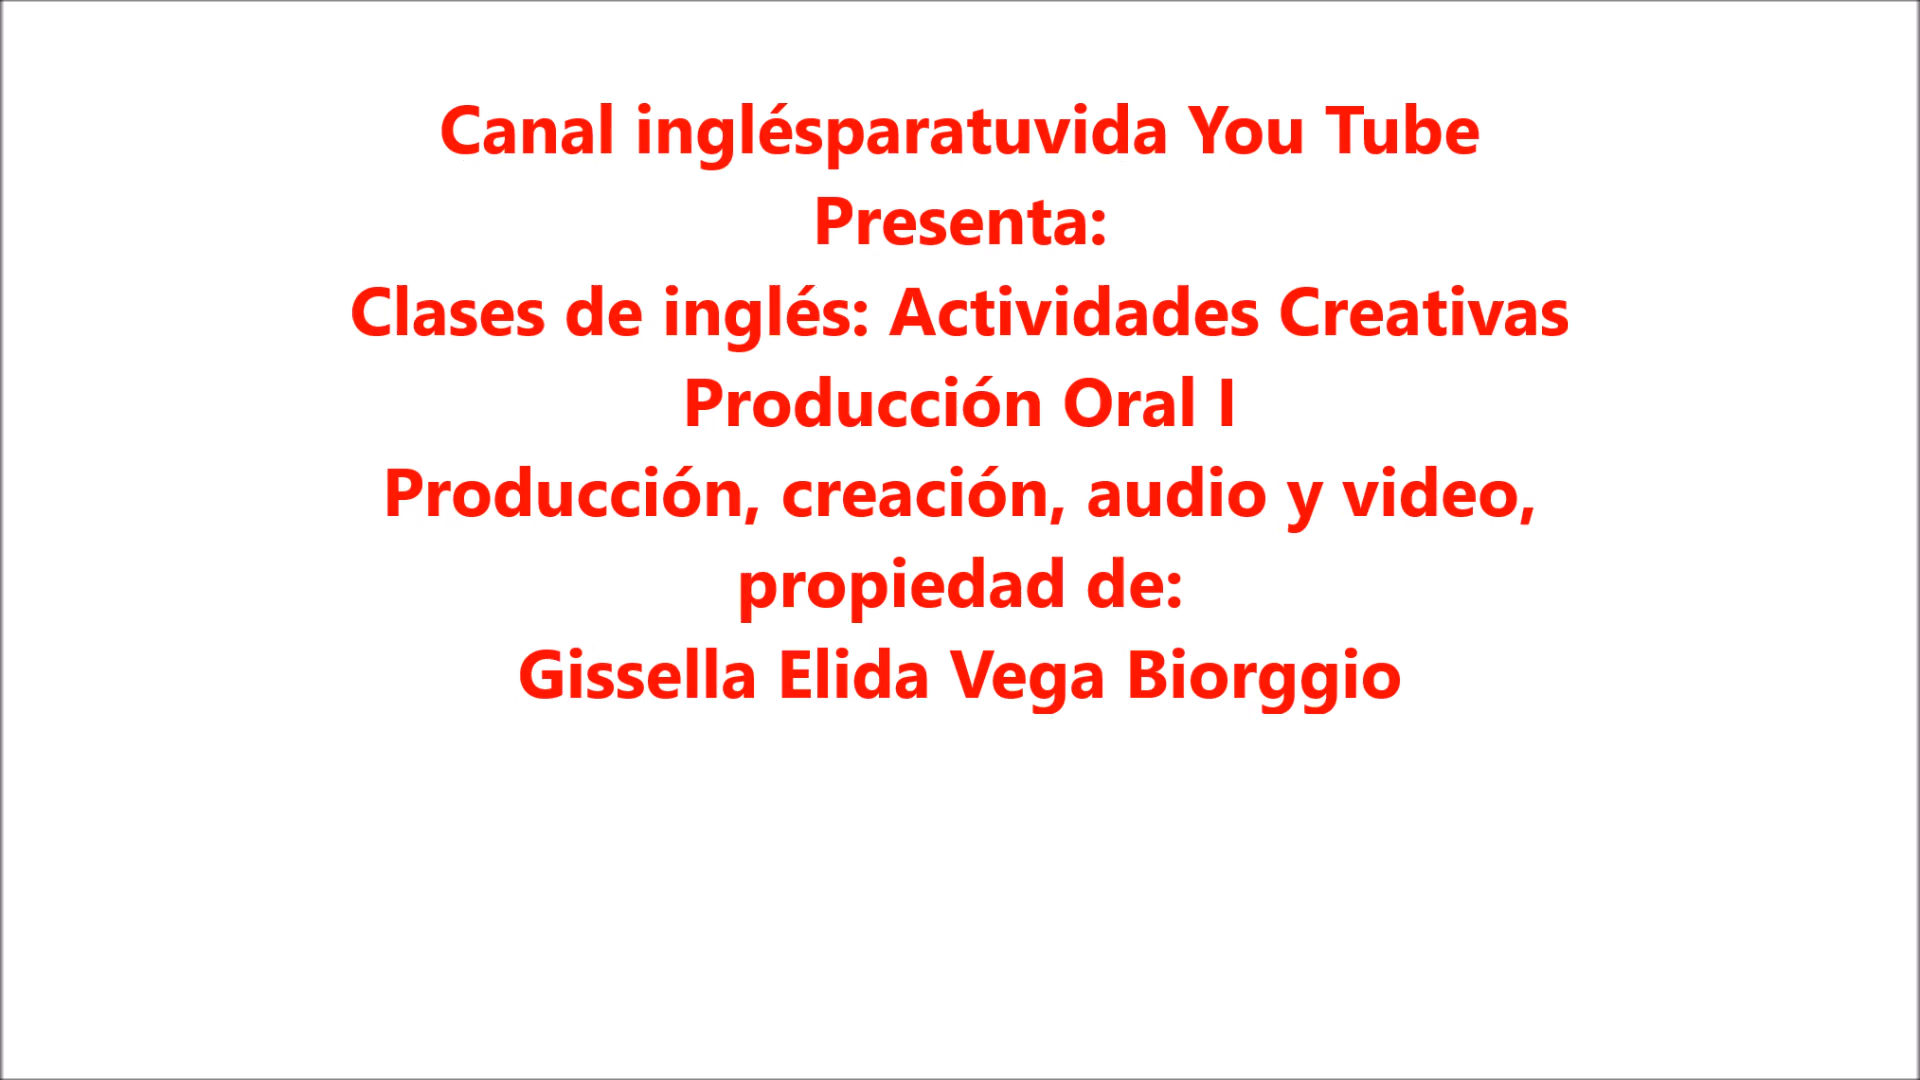 Canal inglésparatuvida You Tube
Presenta:
Clases de inglés: Actividades Creativas
Producción Oral I
Producción, creación, audio y video,
propiedad de:
Gissella Elida Vega Biorggio